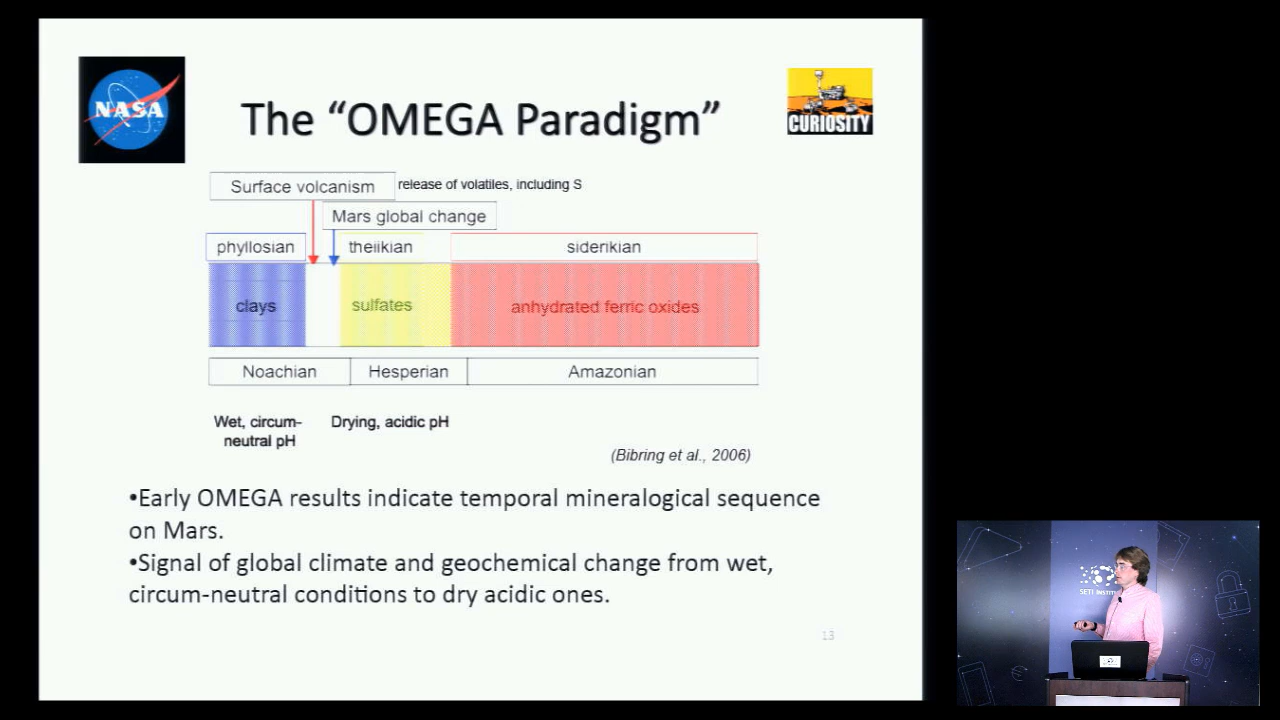 NASA
The “OMEGA Paradigm”
CURIOSITY
Surface volcanism
release of volatiles, including S
Mars global change
phyllosian
theiikian
siderikian
clays
sulfates
anhydrated ferric oxides
Noachian
Hesperian
Amazonian
Wet, circum-
neutral pH
Drying, acidic pH
(Bibring et al., 2006)
•Early OMEGA results indicate temporal mineralogical sequence
on Mars.
•Signal of global climate and geochemical change from wet,
circum-neutral conditions to dry acidic ones.
13
SETI INSTIT